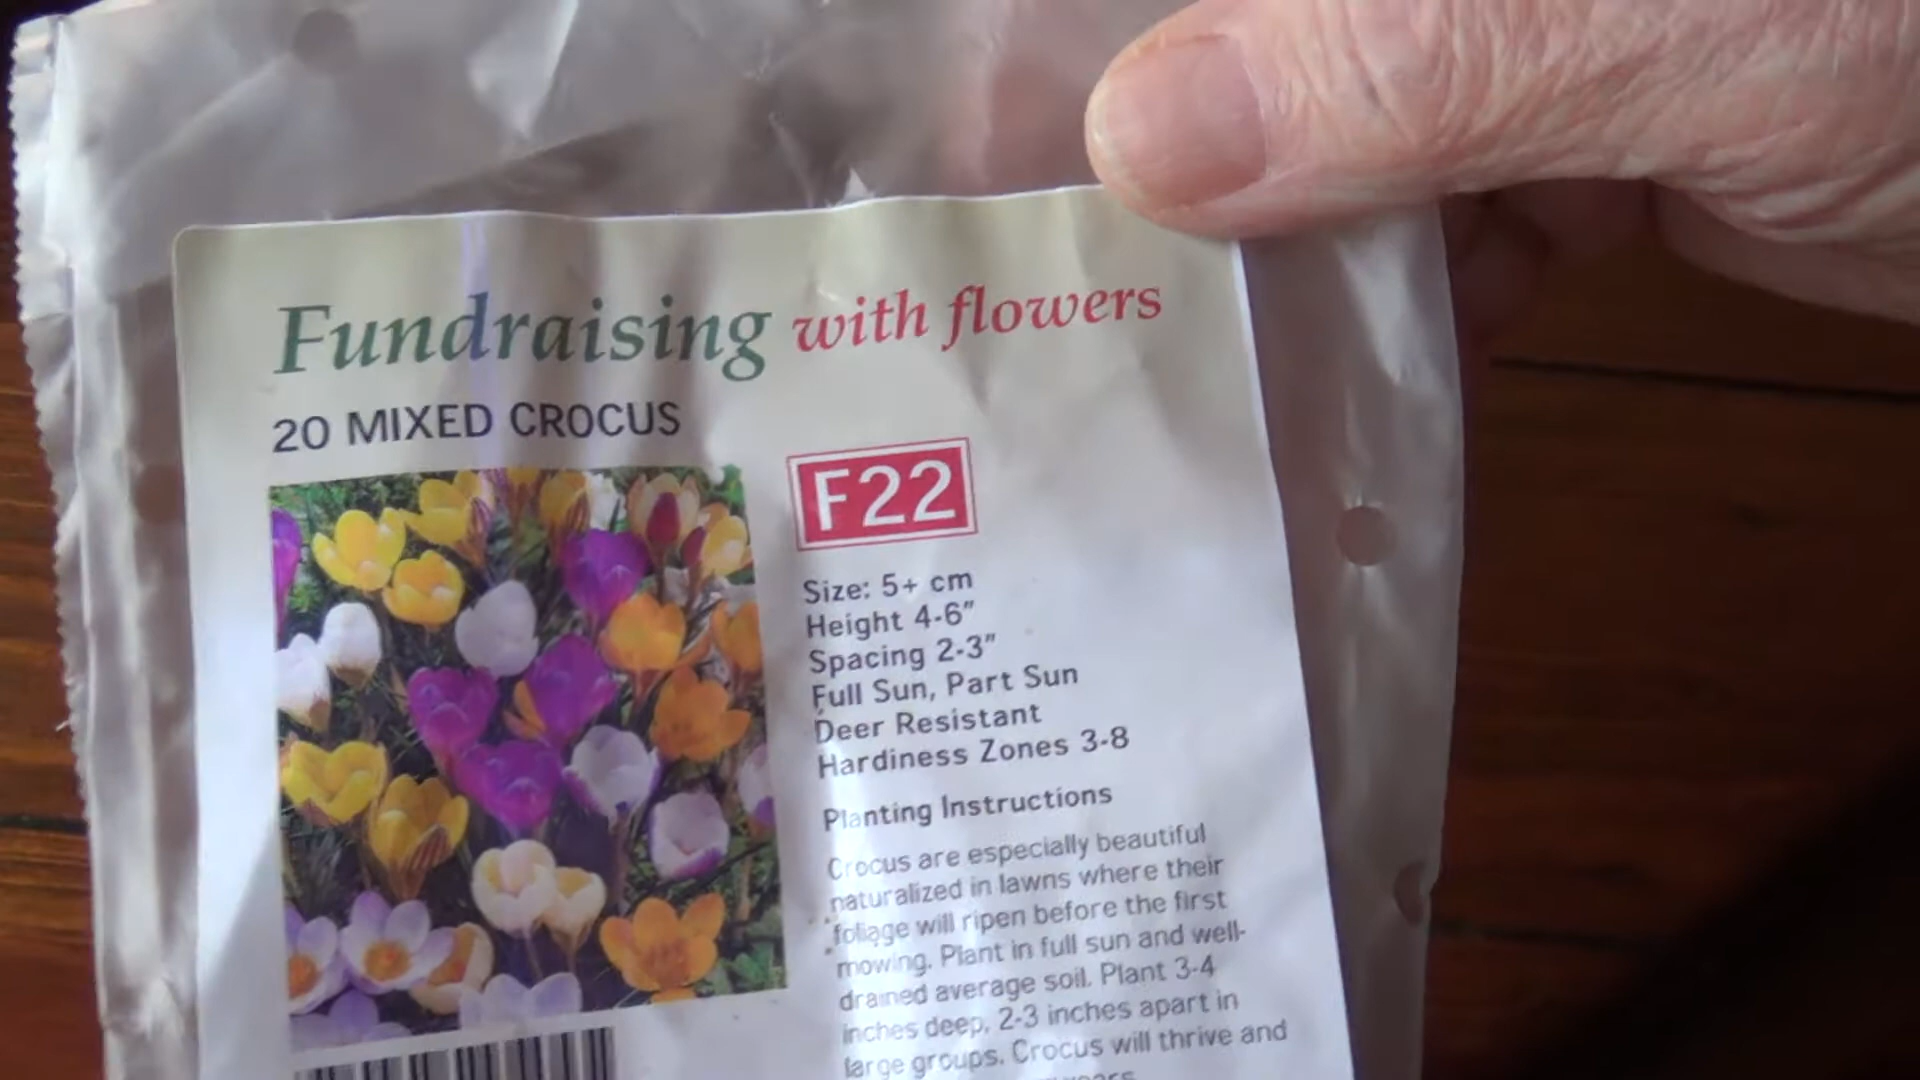 Fundraising with flowers
20 MIXED CROCUS
F22
Size: 5+ cm
Height 4-6"
Spacing 2-3"
Full Sun, Part Sun
Deer Resistant
Hardiness Zones 3-8
Planting Instructions
Crocus are especially beautiful
naturalized in lawns where their
foliage will ripen before the first
mowing. Plant in full sun and well-
drained average soil. Plant 3-4
inches deep, 2-3 inches apart in
large groups. Crocus will thrive and